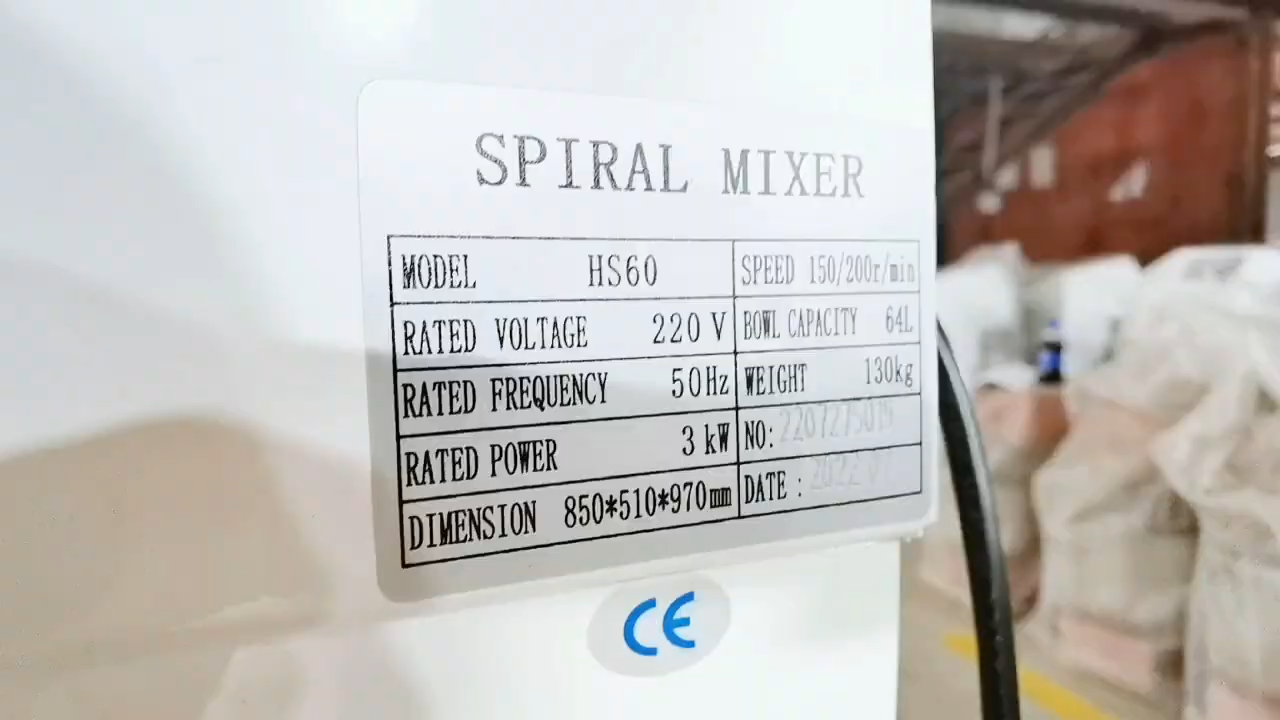 SPIRAL MIXER
MODEL HS60
SPEED 150/200r/min
RATED VOLTAGE 220 V
BOWL CAPACITY 64L
RATED FREQUENCY 50Hz
WEIGHT 130kg
RATED POWER 3 kW
NO:
DIMENSION 850*510*970mm
DATE :
CE